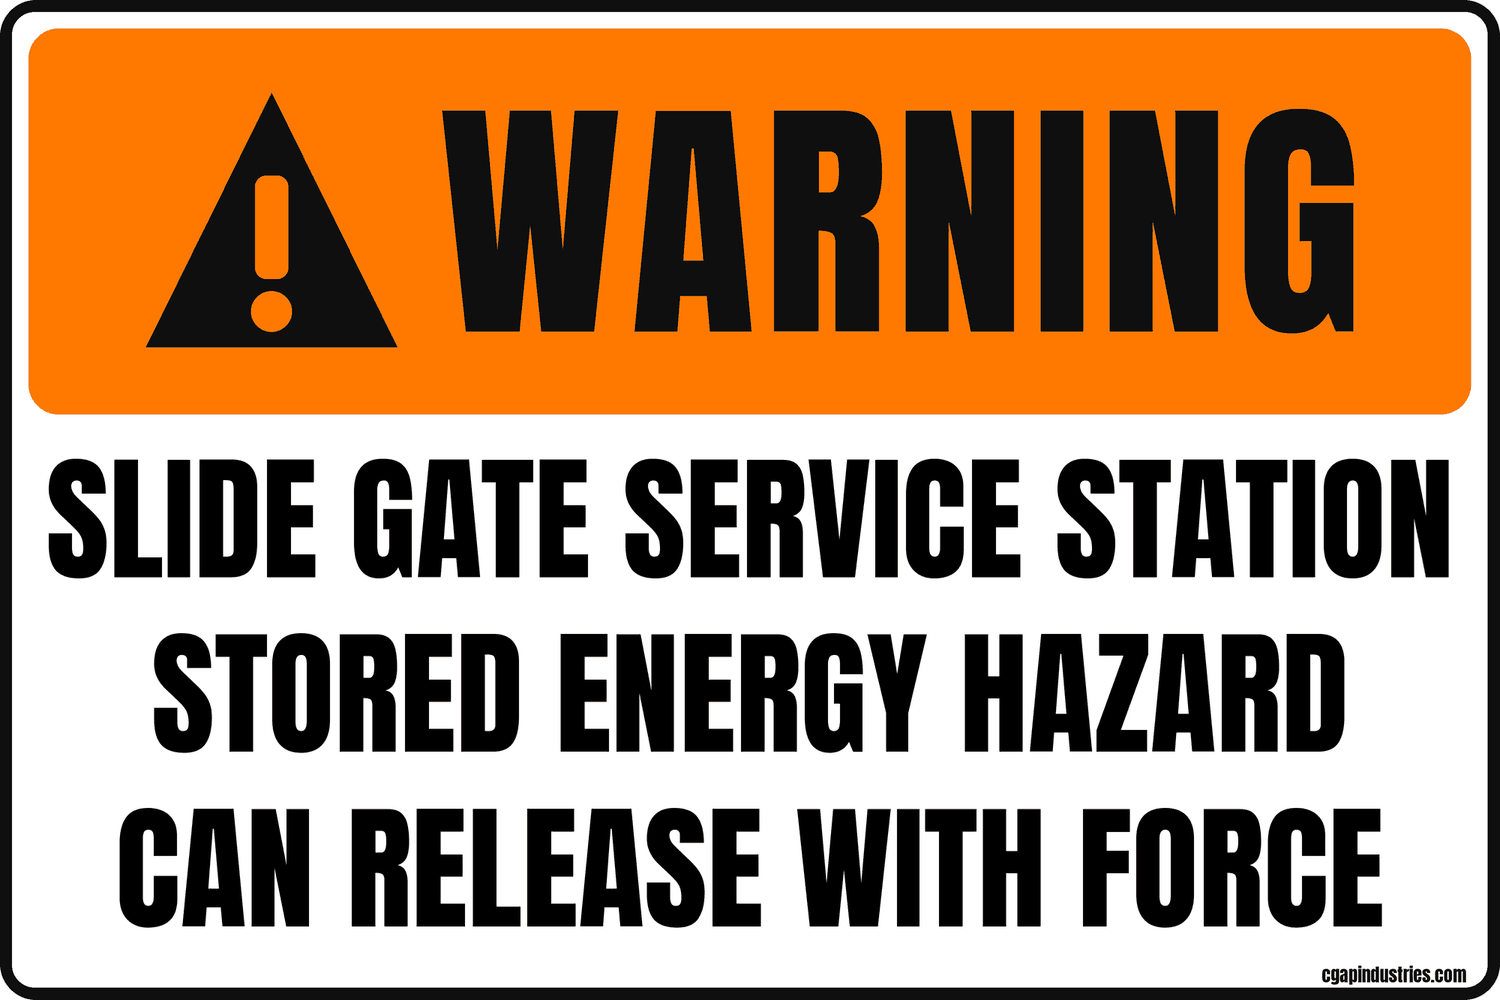 WARNING
SLIDE GATE SERVICE STATION
STORED ENERGY HAZARD
CAN RELEASE WITH FORCE
cgapindustries.com